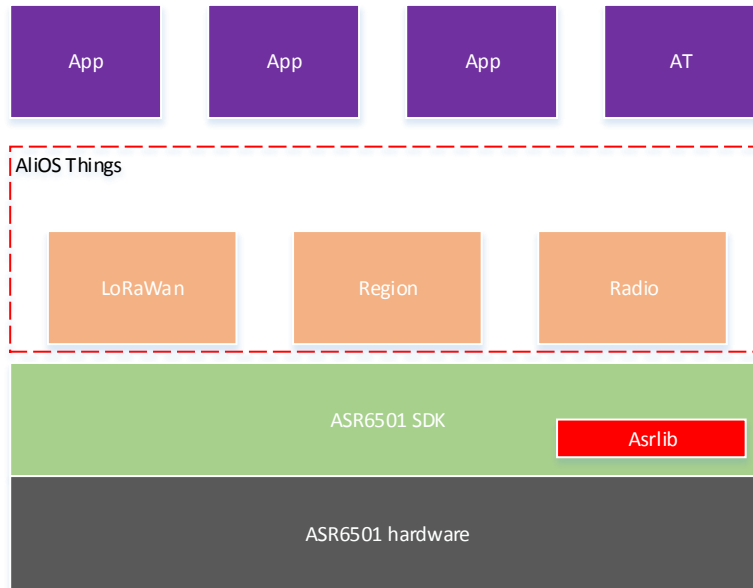 App
App
App
AT
AliOS Things
LoRaWan
Region
Radio
ASR6501 SDK
Asrlib
ASR6501 hardware